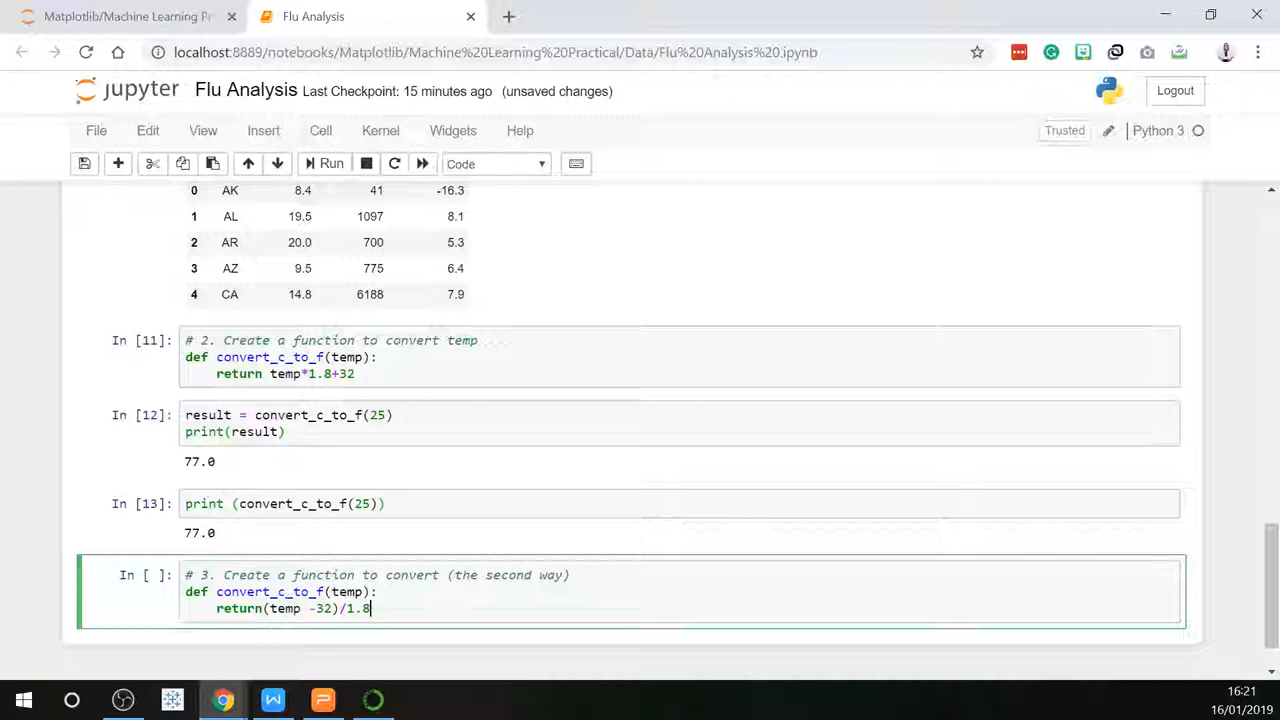 Matplotlib/Machine Learning Pr
Flu Analysis
localhost:8889/notebooks/Matplotlib/Machine%20Learning%20Practical/Data/Flu%20Analysis%20.ipynb
jupyter Flu Analysis Last Checkpoint: 15 minutes ago (unsaved changes) Logout
File Edit View Insert Cell Kernel Widgets Help Trusted Python 3
Run Code
0 AK 8.4 41 -16.3
1 AL 19.5 1097 8.1
2 AR 20.0 700 5.3
3 AZ 9.5 775 6.4
4 CA 14.8 6188 7.9
In [11]: # 2. Create a function to convert temp
def convert_c_to_f(temp):
return temp*1.8+32
In [12]: result = convert_c_to_f(25)
print(result)
77.0
In [13]: print (convert_c_to_f(25))
77.0
In [ ]: # 3. Create a function to convert (the second way)
def convert_c_to_f(temp):
return(temp -32)/1.8
16:21
16/01/2019